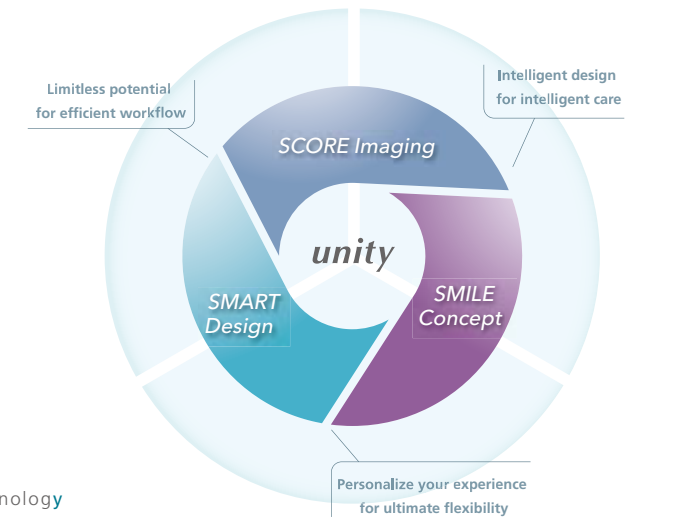 Limitless potential
for efficient workflow
Intelligent design
for intelligent care
SCORE Imaging
unity
SMART
Design
SMILE
Concept
Personalize your experience
for ultimate flexibility
nology